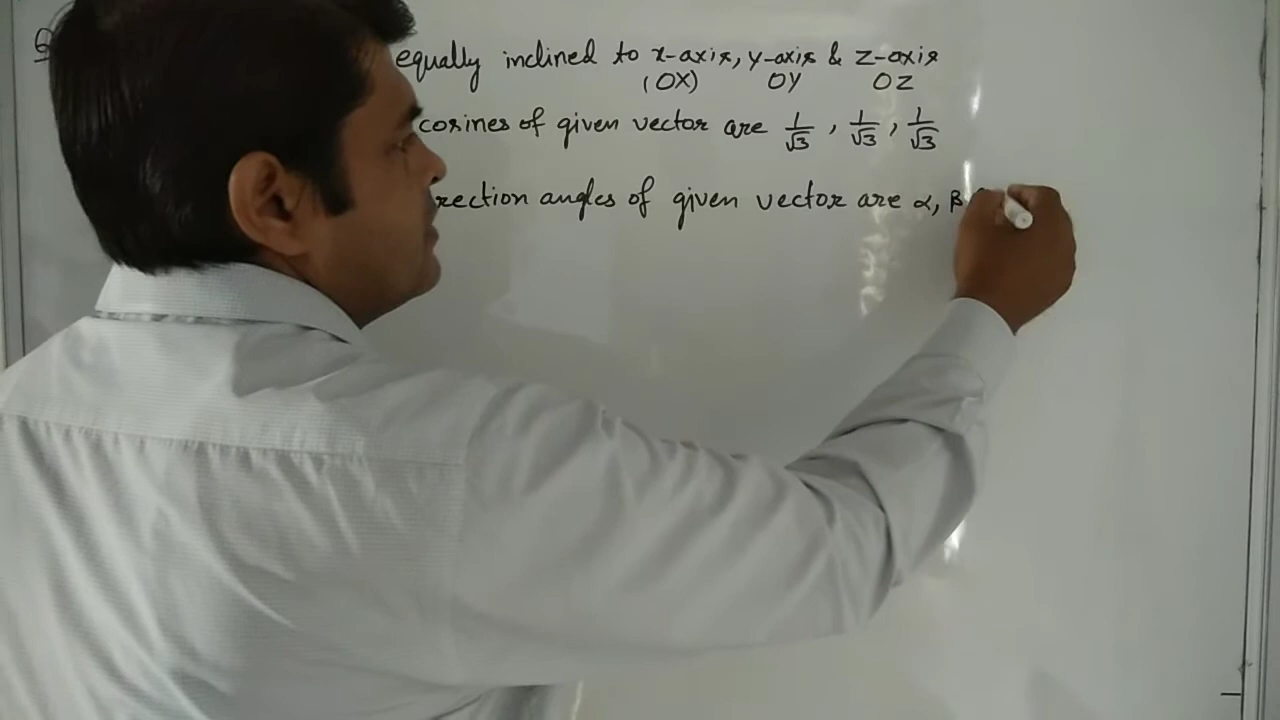 equally inclined to x-axis, y-axis & z-axis
(OX) OY OZ
cosines of given vector are 1/√3, 1/√3, 1/√3
rection angles of given vector are α, β